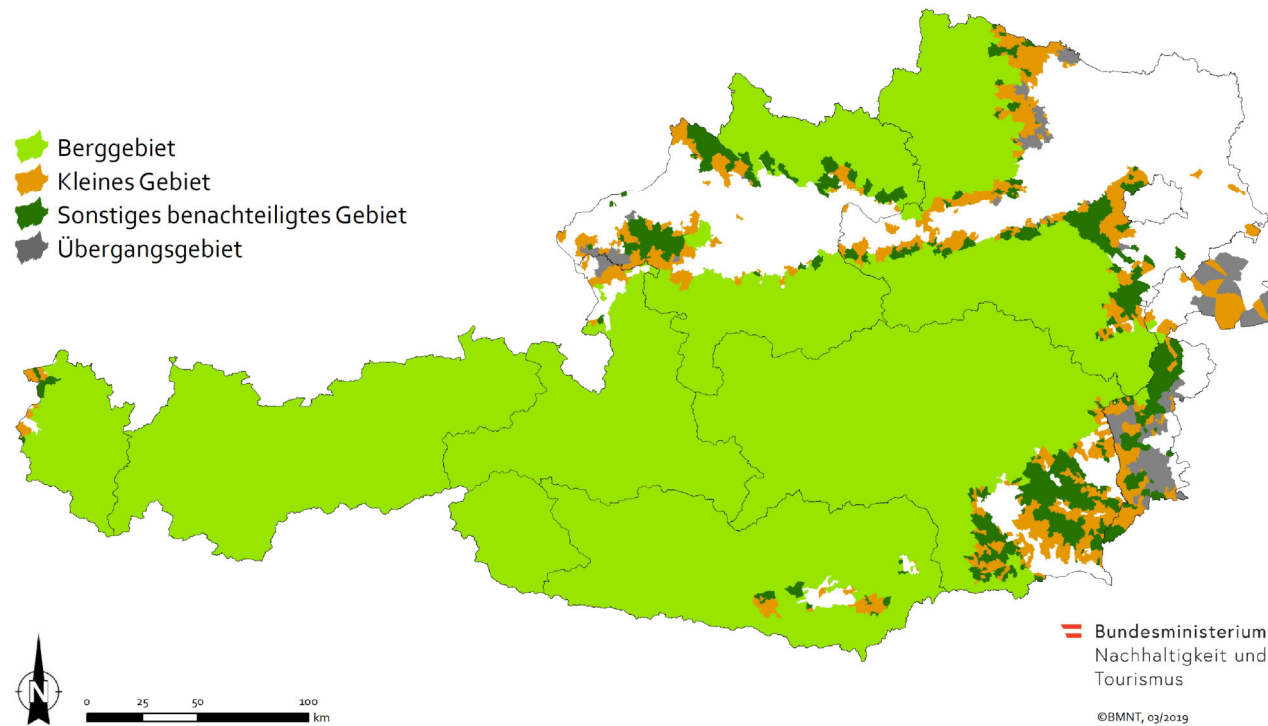 Berggebiet
Kleines Gebiet
Sonstiges benachteiligtes Gebiet
Übergangsgebiet
N
0 25 50 100
km
Bundesministerium
Nachhaltigkeit und
Tourismus
©BMNT, 03/2019